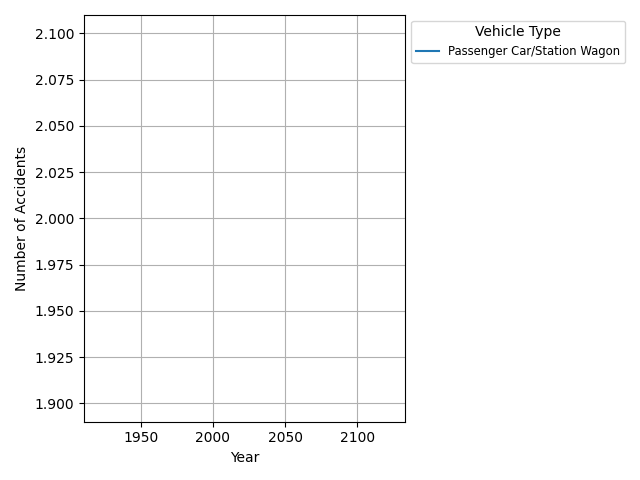 2.100
2.075
2.050
2.025
2.000
1.975
1.950
1.925
1.900
Number of Accidents
1950 2000 2050 2100
Year
Vehicle Type
Passenger Car/Station Wagon